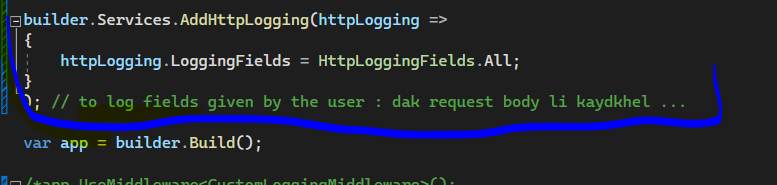 builder.Services.AddHttpLogging(httpLogging =>
{
httpLogging.LoggingFields = HttpLoggingFields.All;
}
); // to log fields given by the user : dak request body li kaydkhel ...
var app = builder.Build();
/*app.UseMiddleware<CustomLoggingMiddleware>();